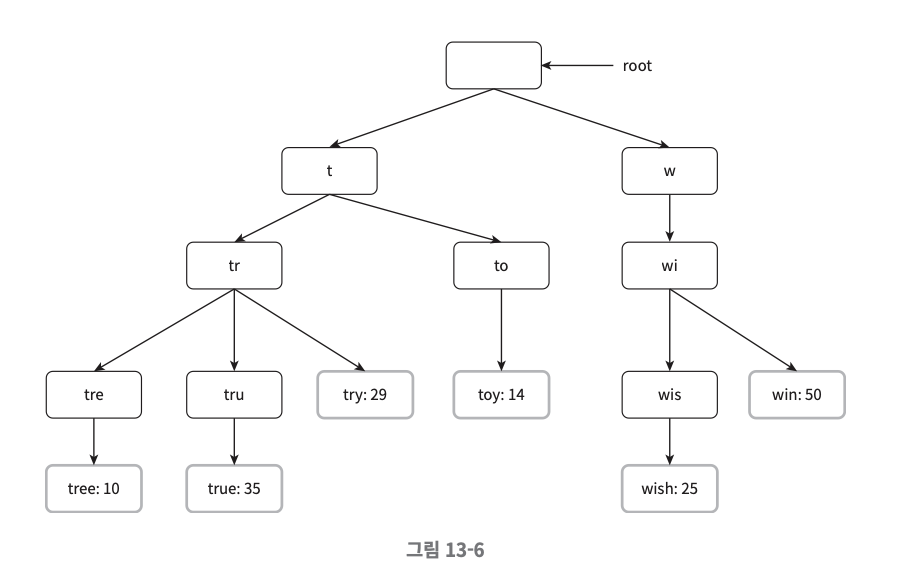 root
t
w
tr
to
wi
tre
tru
try: 29
toy: 14
wis
win: 50
tree: 10
true: 35
wish: 25
그림 13-6